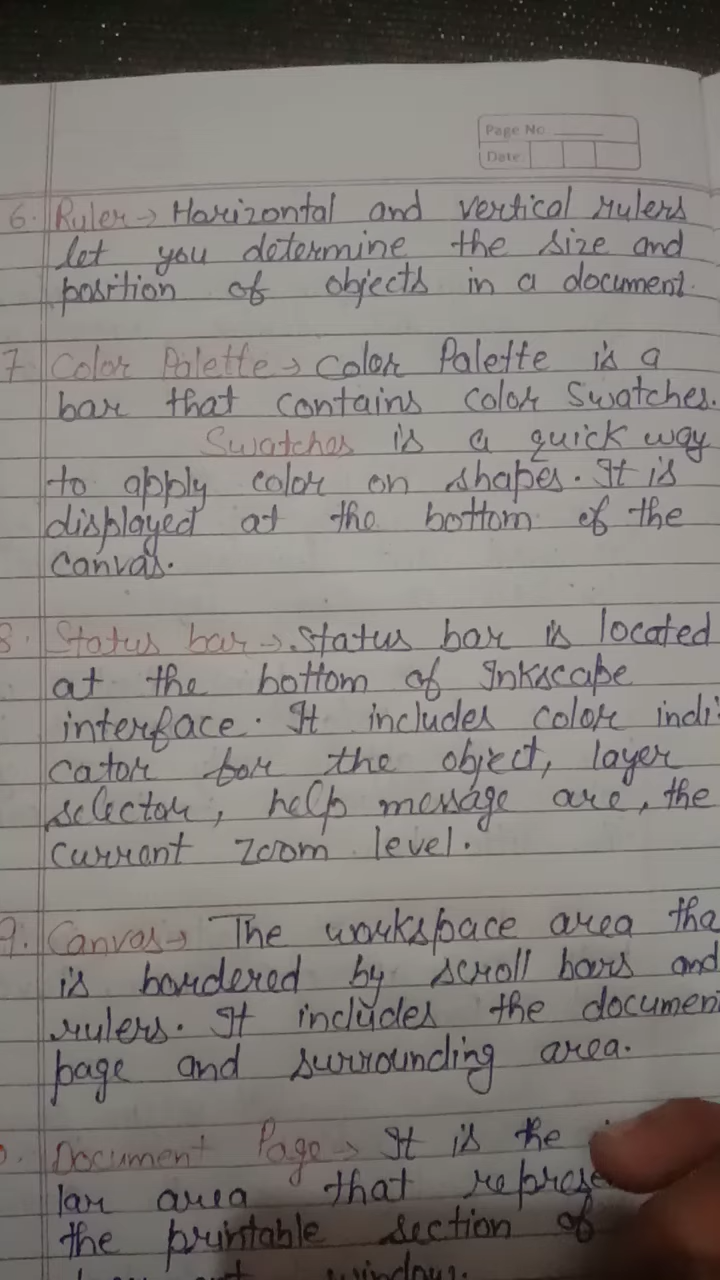 Page No.
Date
6. Ruler → Horizontal and vertical rulers
let you determine the size and
position of objects in a document.
7 Color Palette → Color Palette is a
bar that contains color swatches.
Swatches is a quick way
to apply color on shapes. It is
displayed at the bottom of the
canvas.
8. Status bar → Status bar is located
at the bottom of Inkscape
interface. It includes color indi-
cator for the object, layer
selector, help message are, the
current zoom level.
9. Canvas → The workspace area tha
is bordered by scroll bars and
rulers. It includes the documen
page and surrounding area.
Document Page → It is the
lar area that represe
the printable section of
window.